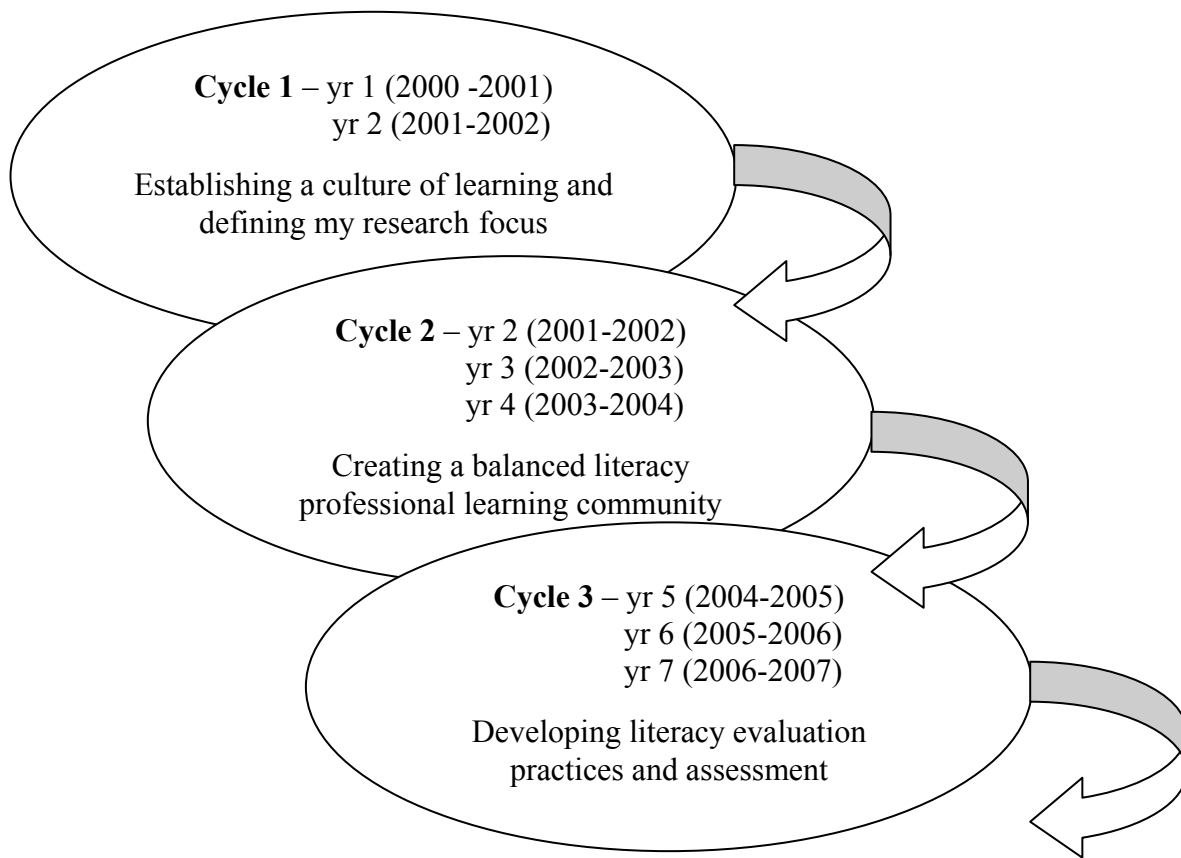 Cycle 1 – yr 1 (2000 -2001)
yr 2 (2001-2002)
Establishing a culture of learning and
defining my research focus
Cycle 2 – yr 2 (2001-2002)
yr 3 (2002-2003)
yr 4 (2003-2004)
Creating a balanced literacy
professional learning community
Cycle 3 – yr 5 (2004-2005)
yr 6 (2005-2006)
yr 7 (2006-2007)
Developing literacy evaluation
practices and assessment